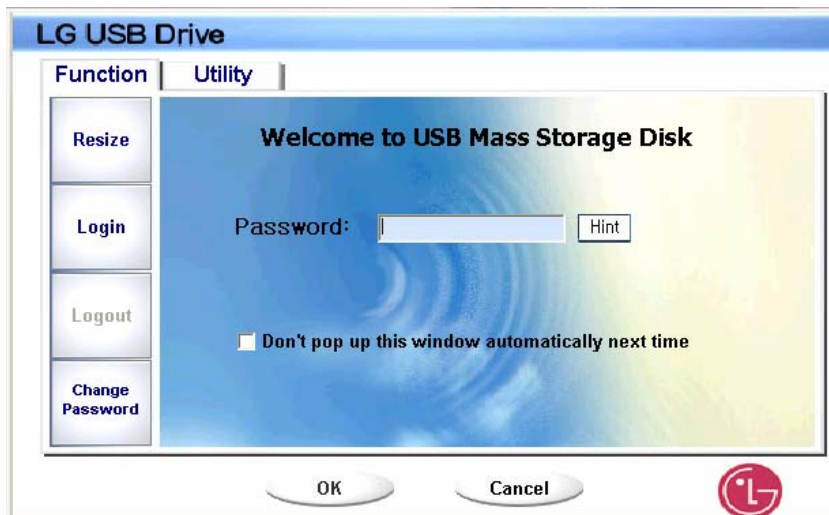 LG USB Drive
Function Utility
Resize
Welcome to USB Mass Storage Disk
Login
Password: Hint
Logout
Don't pop up this window automatically next time
Change
Password
OK Cancel